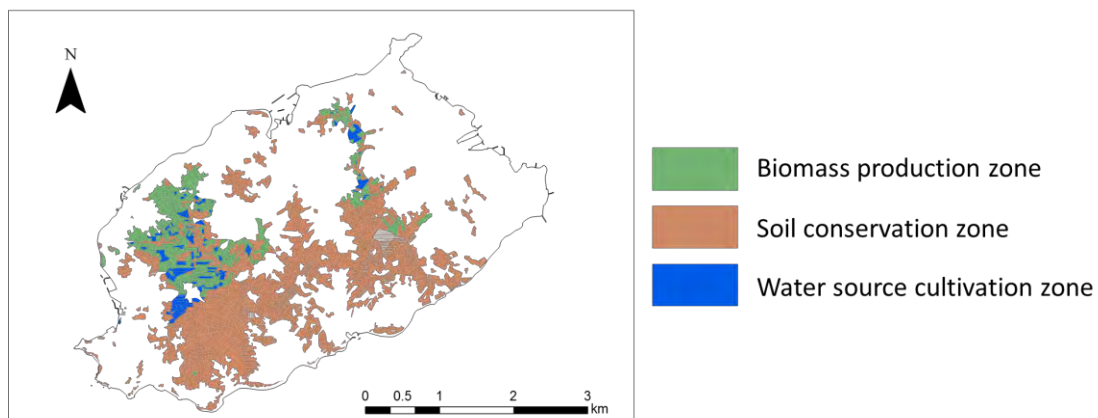 N
Biomass production zone
Soil conservation zone
Water source cultivation zone
0 0.5 1 2 3
km